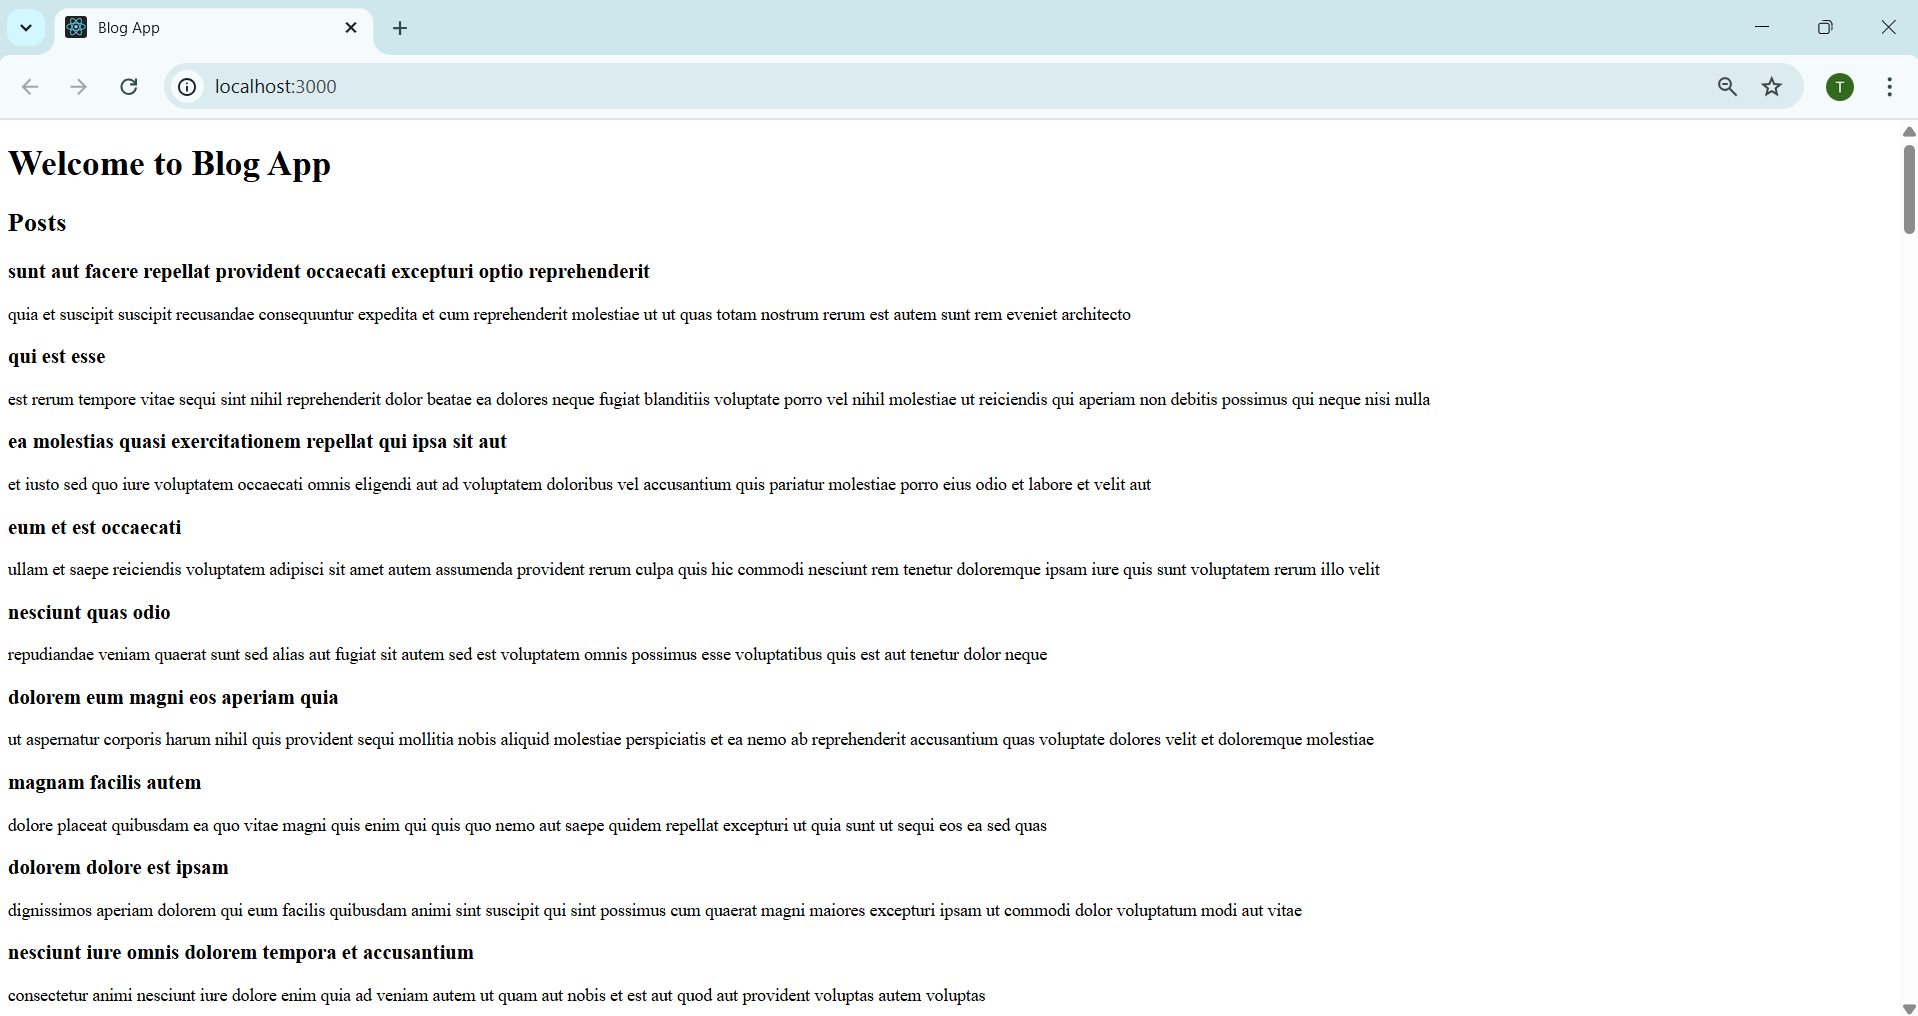 Blog App
localhost:3000
T
Welcome to Blog App
Posts
sunt aut facere repellat provident occaecati excepturi optio reprehenderit
quia et suscipit suscipit recusandae consequuntur expedita et cum reprehenderit molestiae ut ut quas totam nostrum rerum est autem sunt rem eveniet architecto
qui est esse
est rerum tempore vitae sequi sint nihil reprehenderit dolor beatae ea dolores neque fugiat blanditiis voluptate porro vel nihil molestiae ut reiciendis qui aperiam non debitis possimus qui neque nisi nulla
ea molestias quasi exercitationem repellat qui ipsa sit aut
et iusto sed quo iure voluptatem occaecati omnis eligendi aut ad voluptatem doloribus vel accusantium quis pariatur molestiae porro eius odio et labore et velit aut
eum et est occaecati
ullam et saepe reiciendis voluptatem adipisci sit amet autem assumenda provident rerum culpa quis hic commodi nesciunt rem tenetur doloremque ipsam iure quis sunt voluptatem rerum illo velit
nesciunt quas odio
repudiandae veniam quaerat sunt sed alias aut fugiat sit autem sed est voluptatem omnis possimus esse voluptatibus quis est aut tenetur dolor neque
dolorem eum magni eos aperiam quia
ut aspernatur corporis harum nihil quis provident sequi mollitia nobis aliquid molestiae perspiciatis et ea nemo ab reprehenderit accusantium quas voluptate dolores velit et doloremque molestiae
magnam facilis autem
dolore placeat quibusdam ea quo vitae magni quis enim qui quis quo nemo aut saepe quidem repellat excepturi ut quia sunt ut sequi eos ea sed quas
dolorem dolore est ipsam
dignissimos aperiam dolorem qui eum facilis quibusdam animi sint suscipit qui sint possimus cum quaerat magni maiores excepturi ipsam ut commodi dolor voluptatum modi aut vitae
nesciunt iure omnis dolorem tempora et accusantium
consectetur animi nesciunt iure dolore enim quia ad veniam autem ut quam aut nobis et est aut quod aut provident voluptas autem voluptas